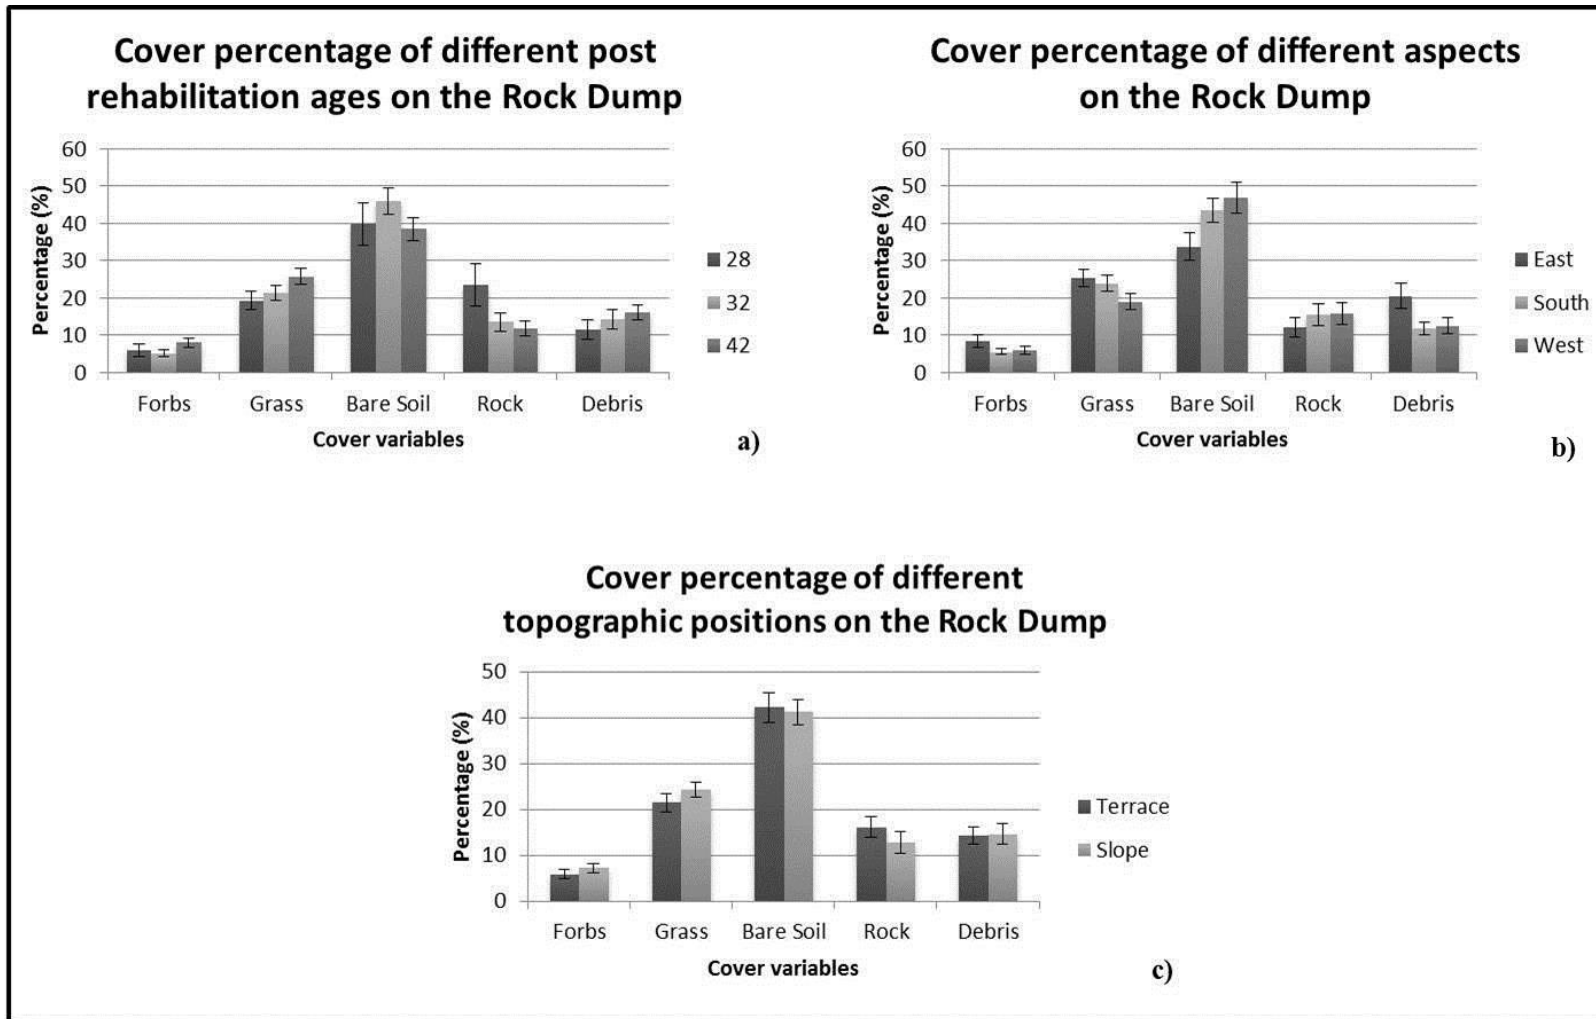 Cover percentage of different post
rehabilitation ages on the Rock Dump
60
50
40
30
20
10
0
Percentage (%)
Forbs Grass Bare Soil Rock Debris
Cover variables
28
32
42
a)
Cover percentage of different aspects
on the Rock Dump
60
50
40
30
20
10
0
Percentage (%)
Forbs Grass Bare Soil Rock Debris
Cover variables
East
South
West
b)
Cover percentage of different
topographic positions on the Rock Dump
50
40
30
20
10
0
Percentage (%)
Forbs Grass Bare Soil Rock Debris
Cover variables
Terrace
Slope
c)